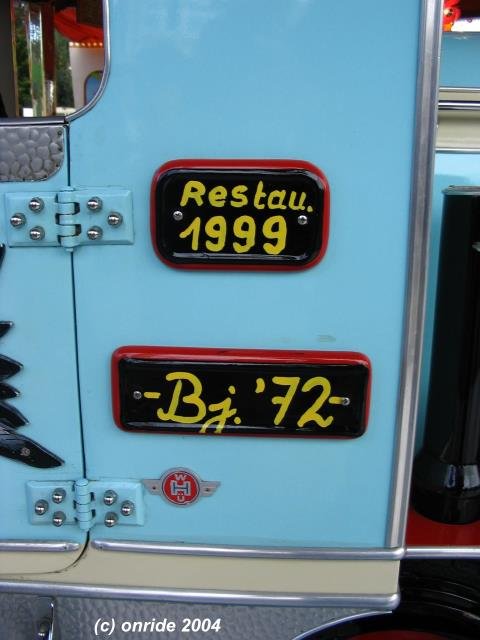 Restau.
1999
-Bj. '72-
W
H
U
(c) onride 2004